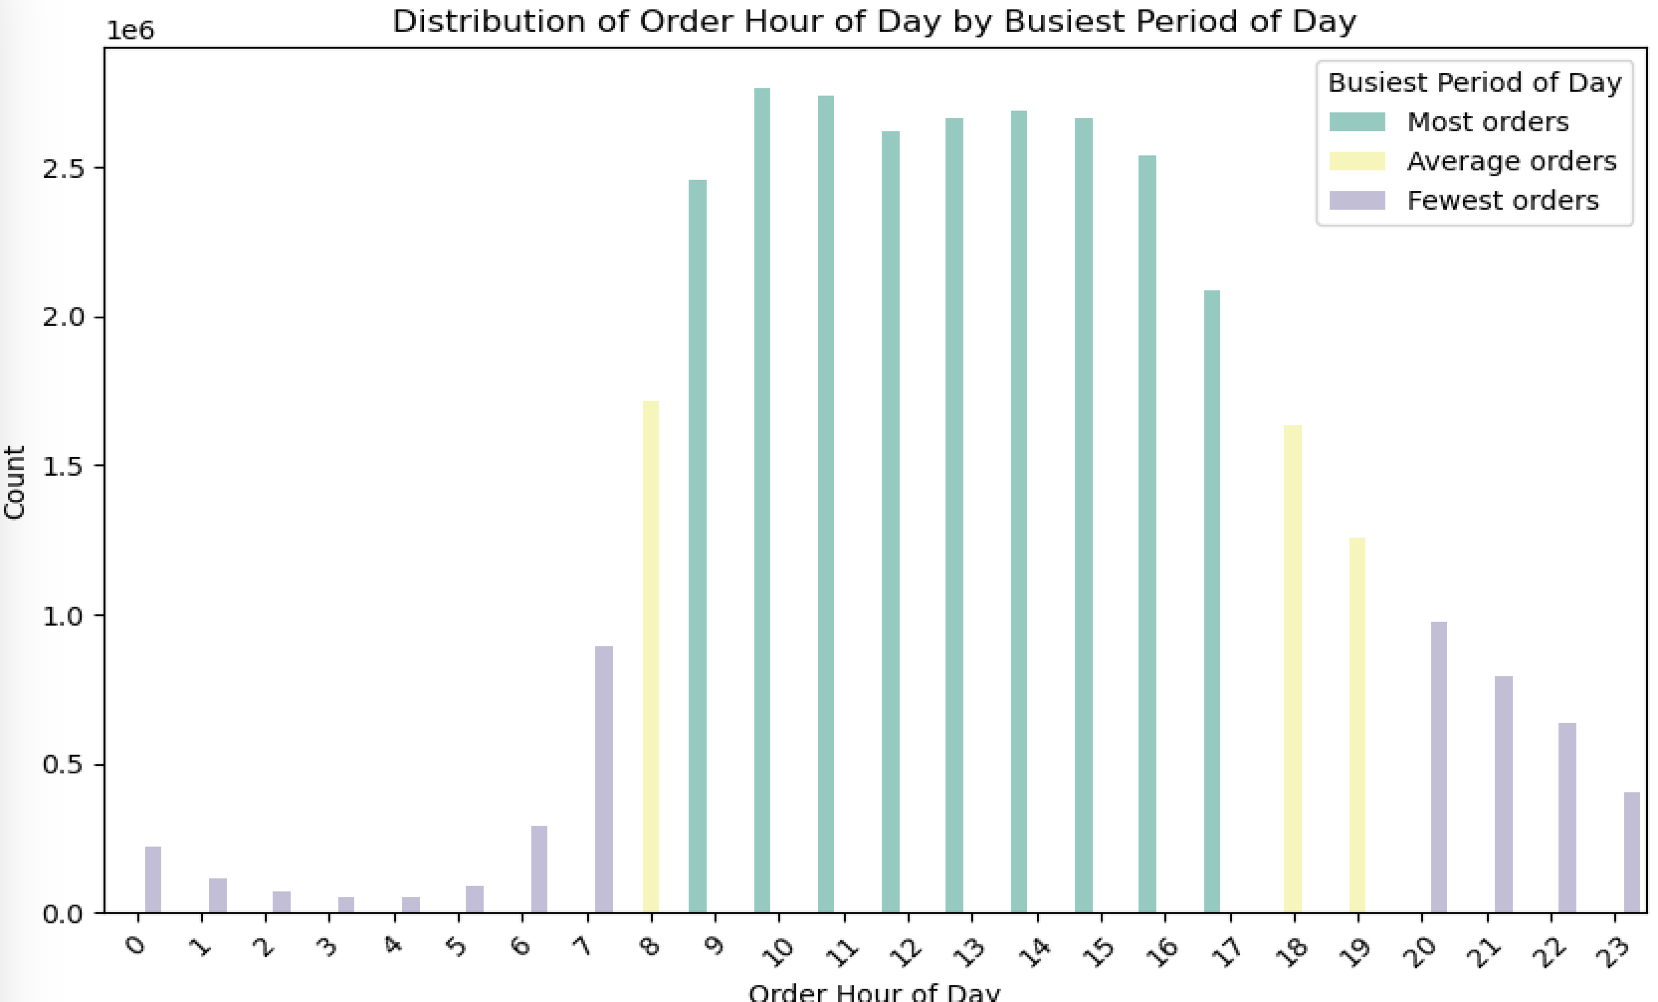 Distribution of Order Hour of Day by Busiest Period of Day
1e6
Busiest Period of Day
Most orders
Average orders
Fewest orders
2.5
2.0
1.5
1.0
0.5
0.0
Count
0 1 2 3 4 5 6 7 8 9 10 11 12 13 14 15 16 17 18 19 20 21 22 23
Order Hour of Day